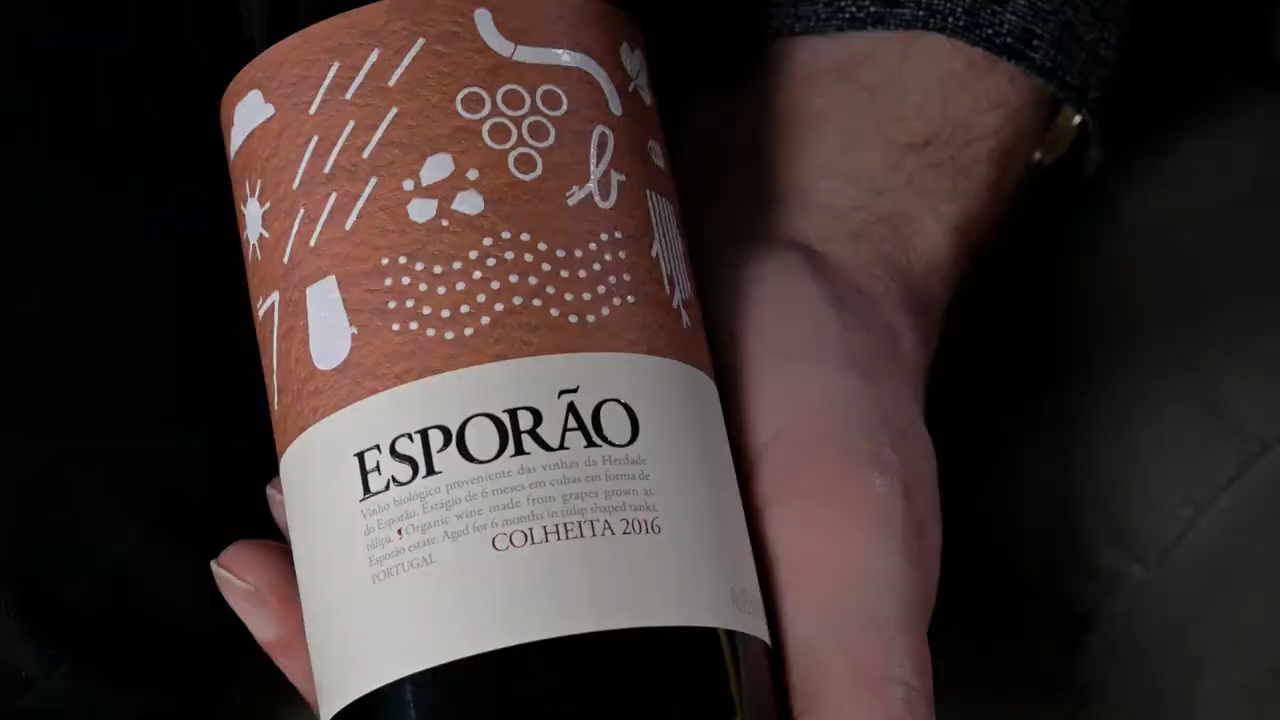 ESPORÃO
Vinho biológico proveniente das vinhas da Herdade
do Esporão. Estágio de 6 meses em cubas em forma de
túlipa. ¶ Organic wine made from grapes grown at
Esporão estate. Aged for 6 months in tulip shaped tanks.
PORTUGAL
COLHEITA 2016